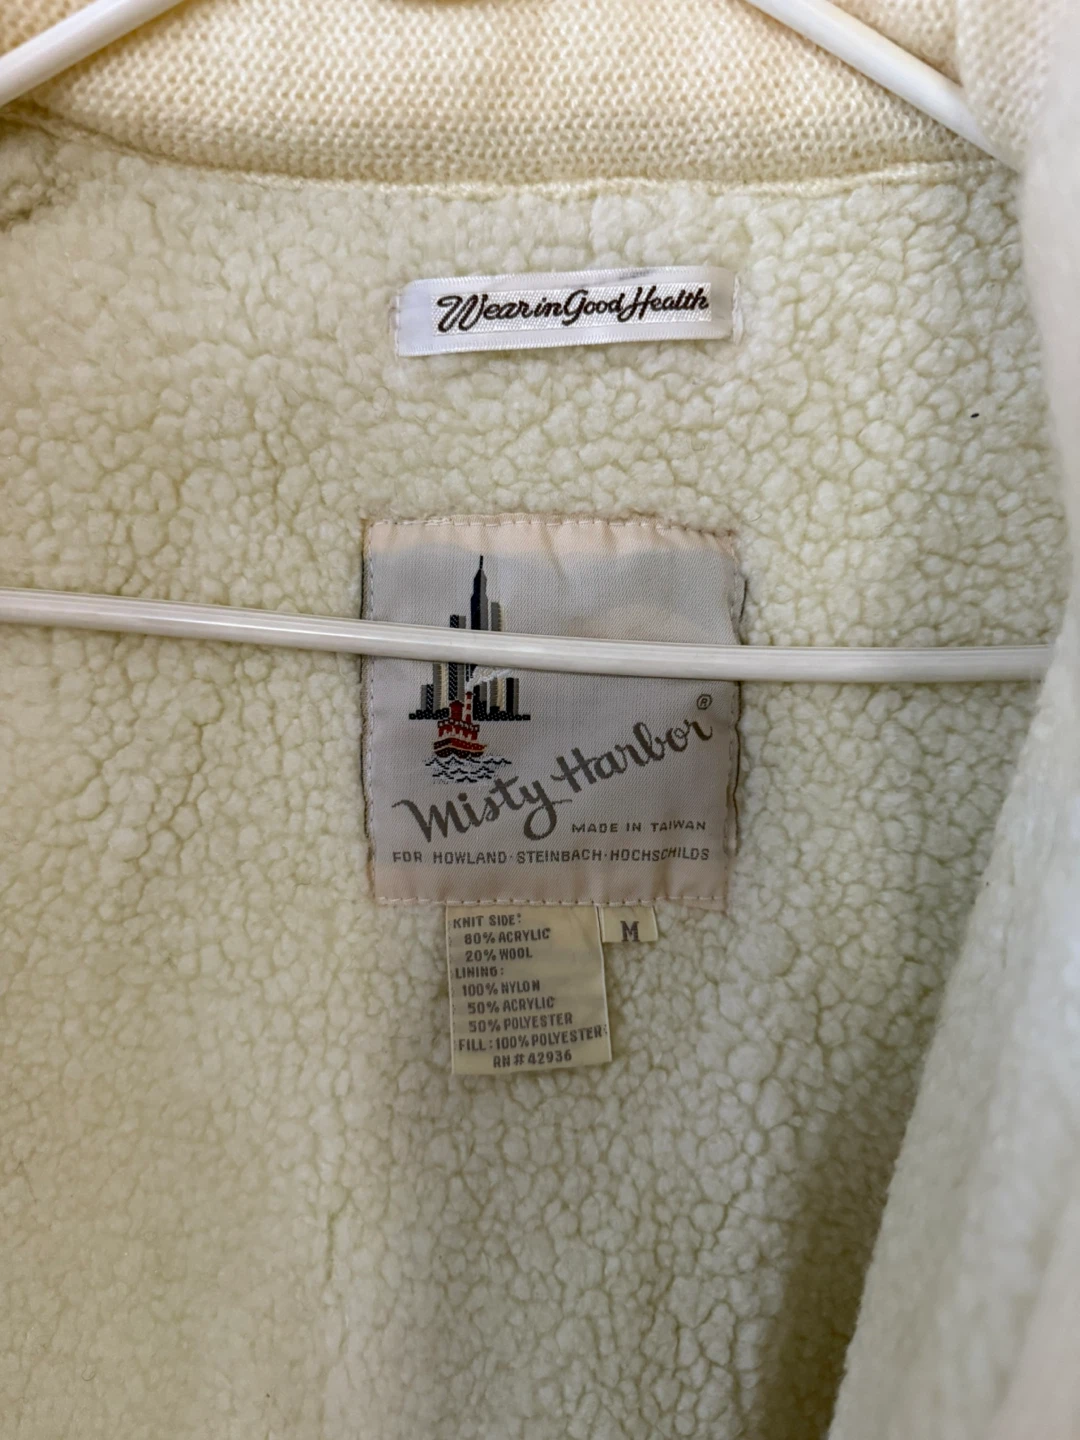 Wear in Good Health
Misty Harbor ®
MADE IN TAIWAN
FOR HOWLAND·STEINBACH·HOCHSCHILDS
M
KNIT SIDE:
80% ACRYLIC
20% WOOL
LINING:
100% NYLON
50% ACRYLIC
50% POLYESTER
FILL: 100% POLYESTER
RN# 42936